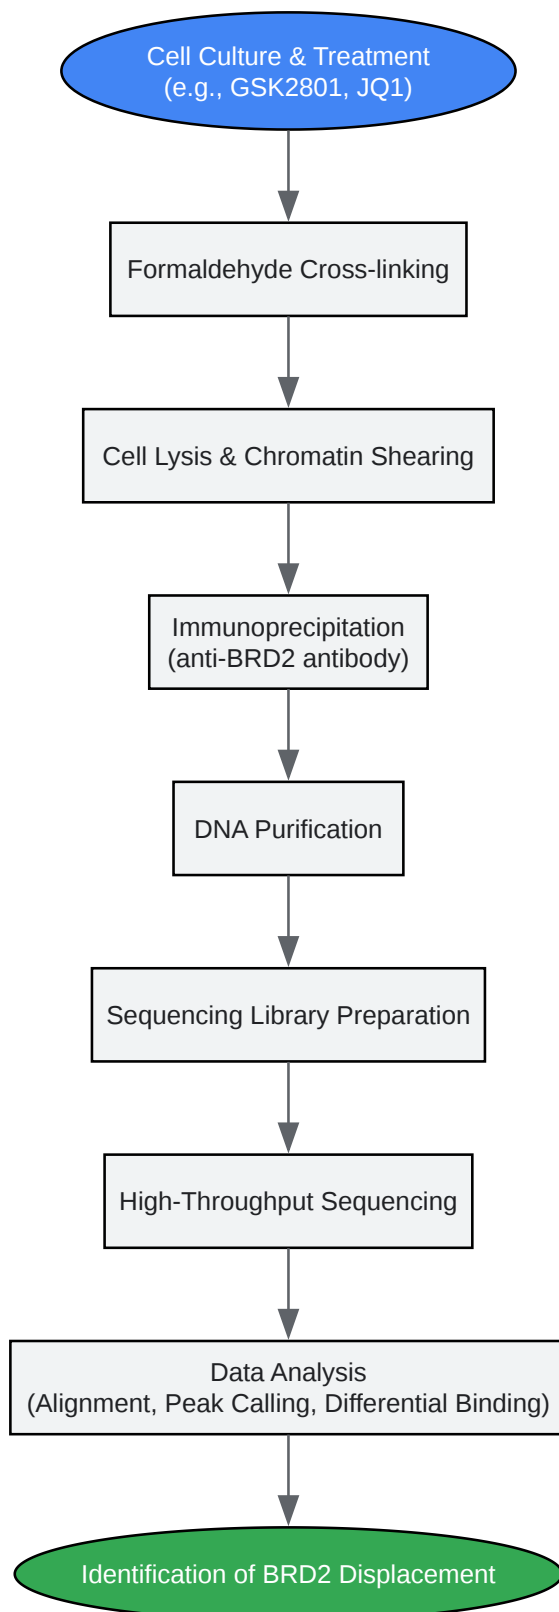 Cell Culture & Treatment
(e.g., GSK2801, JQ1)
Formaldehyde Cross-linking
Cell Lysis & Chromatin Shearing
Immunoprecipitation
(anti-BRD2 antibody)
DNA Purification
Sequencing Library Preparation
High-Throughput Sequencing
Data Analysis
(Alignment, Peak Calling, Differential Binding)
Identification of BRD2 Displacement